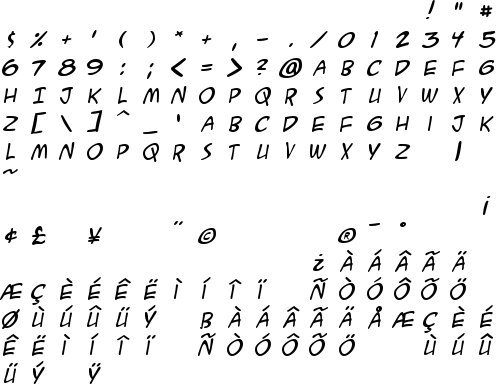 ! " #
$ % + ' ( ) * + , - . / 0 1 2 3 4 5
6 7 8 9 : ; < = > ? @ A B C D E F G
H I J K L M N O P Q R S T U V W X Y
Z [ \ ] ^ _ ' A B C D E F G H I J K
L M N O P Q R S T U V W X Y Z |
~
¡
¢ £ ¥ ¨ © ® ¯ °
¿ À Á Â Ã Ä
Æ Ç È É Ê Ë Ì Í Î Ï Ñ Ò Ó Ô Õ Ö
Ø Ù Ú Û Ü Ý B À Á Â Ã Ä Å Æ Ç È É
Ê Ë Ì Í Î Ï Ñ Ò Ó Ô Õ Ö Ù Ú Û
Ü Ý Ÿ